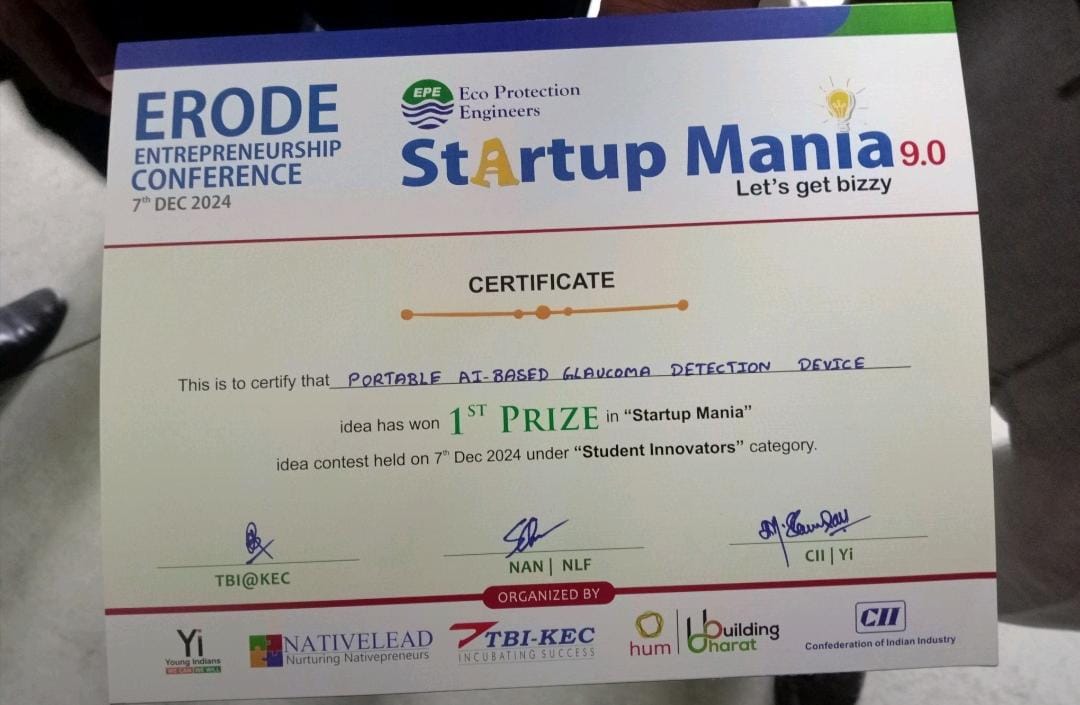 ERODE
ENTREPRENEURSHIP
CONFERENCE
7th DEC 2024
EPE
Eco Protection
Engineers
StArtup Mania 9.0
Let's get bizzy
CERTIFICATE
This is to certify that PORTABLE AI-BASED GLAUCOMA DETECTION DEVICE
idea has won 1ST PRIZE in “Startup Mania”
idea contest held on 7th Dec 2024 under “Student Innovators” category.
TBI@KEC
NAN | NLF
CII | Yi
ORGANIZED BY
Yi
Young Indians
WE CAN WE WILL
NATIVELEAD
Nurturing Nativepreneurs
TBI-KEC
INCUBATING SUCCESS
hum
building
bharat
CII
Confederation of Indian Industry